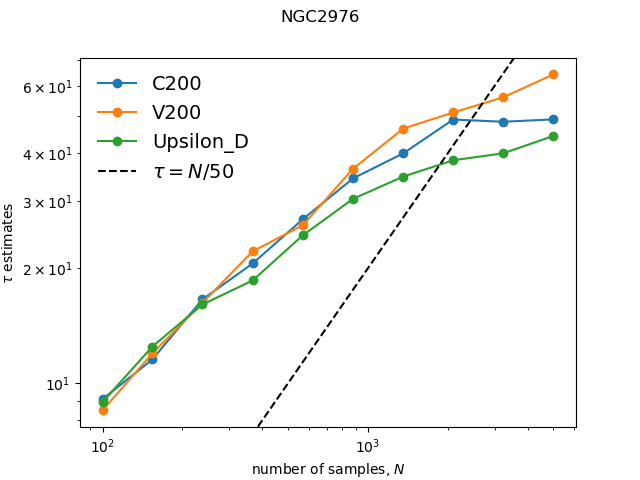 NGC2976
C200
V200
Upsilon_D
τ = N/50
6 × 10¹
4 × 10¹
3 × 10¹
2 × 10¹
10¹
τ estimates
10² 10³
number of samples, N